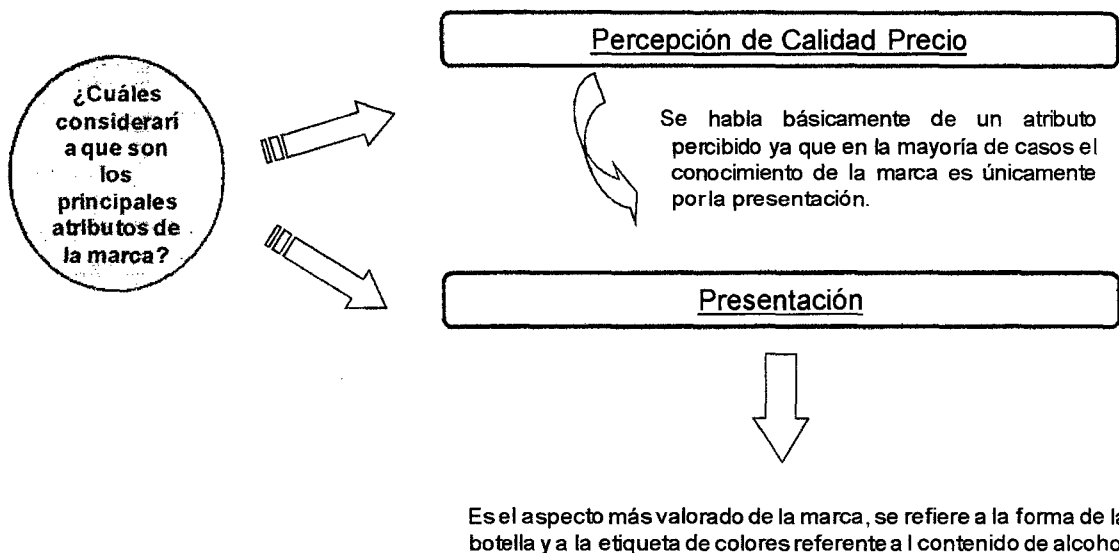 Percepción de Calidad Precio
¿Cuáles
considerarí
a que son
los
principales
atributos de
la marca?
Se habla básicamente de un atributo
percibido ya que en la mayoría de casos el
conocimiento de la marca es únicamente
por la presentación.
Presentación
Es el aspecto más valorado de la marca, se refiere a la forma de la
botella y a la etiqueta de colores referente a l contenido de alcohol